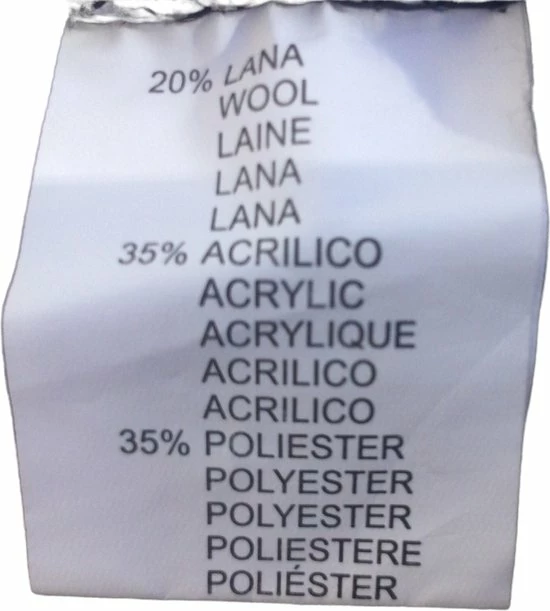 20% LANA
WOOL
LAINE
LANA
LANA
35% ACRILICO
ACRYLIC
ACRYLIQUE
ACRILICO
ACRILICO
35% POLIESTER
POLYESTER
POLYESTER
POLIESTERE
POLIÉSTER